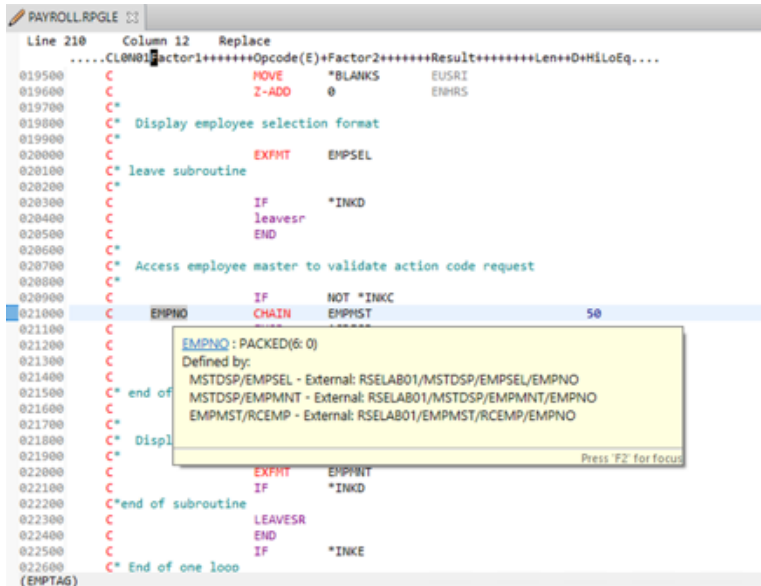 PAYROLL.RPGLE
Line 210 Column 12 Replace
.....CL0N01Factor1+++++++Opcode(E)+Factor2+++++++Result++++++++Len++D+HiLoEq....
019500 C MOVE *BLANKS EUSRI
019600 C Z-ADD 0 ENHRS
019700 C*
019800 C* Display employee selection format
019900 C*
020000 C EXFMT EMPSEL
020100 C* leave subroutine
020200 C*
020300 C IF *INKD
020400 C leavesr
020500 C END
020600 C*
020700 C* Access employee master to validate action code request
020800 C*
020900 C IF NOT *INKC
021000 C EMPNO CHAIN EMPMST 50
021100 C
021200 C
021300 C
021400 C
021500 C* end of
021600 C
021700 C*
021800 C* Displ
021900 C*
EMPNO : PACKED(6: 0)
Defined by:
MSTDSP/EMPSEL - External: RSELAB01/MSTDSP/EMPSEL/EMPNO
MSTDSP/EMPMNT - External: RSELAB01/MSTDSP/EMPMNT/EMPNO
EMPMST/RCEMP - External: RSELAB01/EMPMST/RCEMP/EMPNO
Press 'F2' for focus
022000 C EXFMT EMPMNT
022100 C IF *INKD
022200 C*end of subroutine
022300 C LEAVESR
022400 C END
022500 C IF *INKE
022600 C* End of one loop
(EMPTAG)